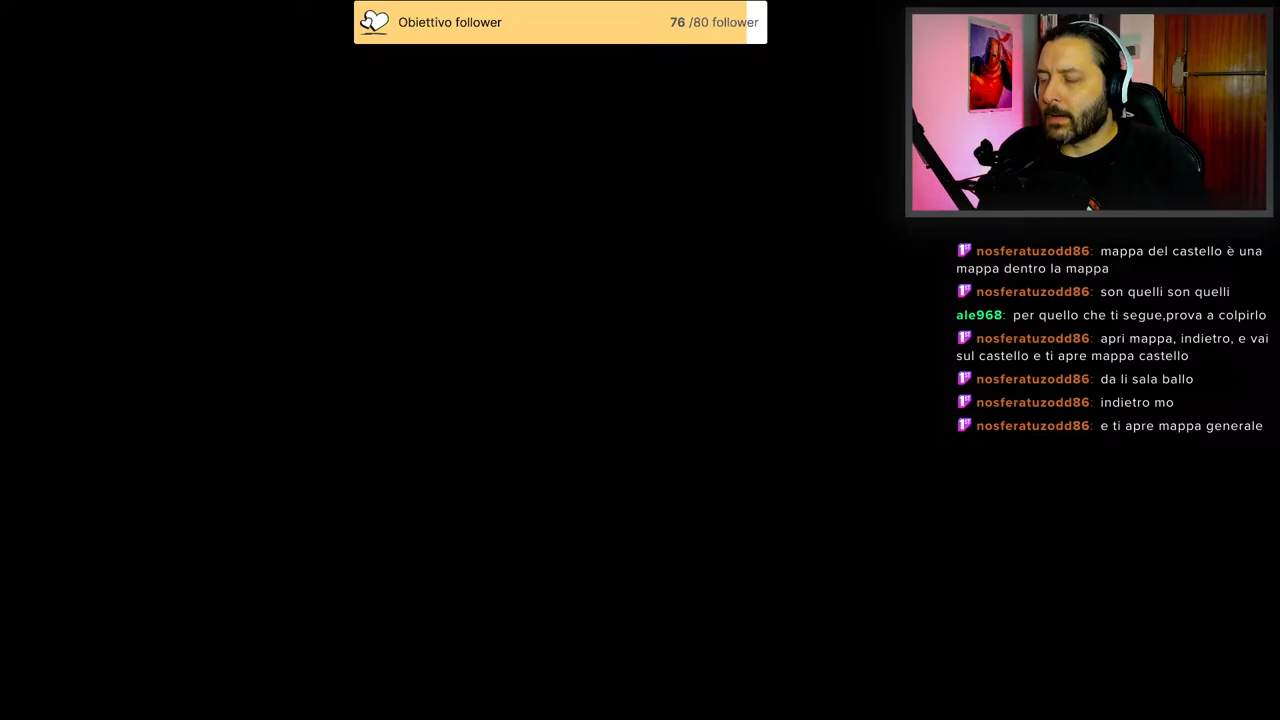 Obiettivo follower 76 /80 follower
nosferatuzodd86: mappa del castello è una
mappa dentro la mappa
nosferatuzodd86: son quelli son quelli
ale968: per quello che ti segue,prova a colpirlo
nosferatuzodd86: apri mappa, indietro, e vai
sul castello e ti apre mappa castello
nosferatuzodd86: da li sala ballo
nosferatuzodd86: indietro mo
nosferatuzodd86: e ti apre mappa generale